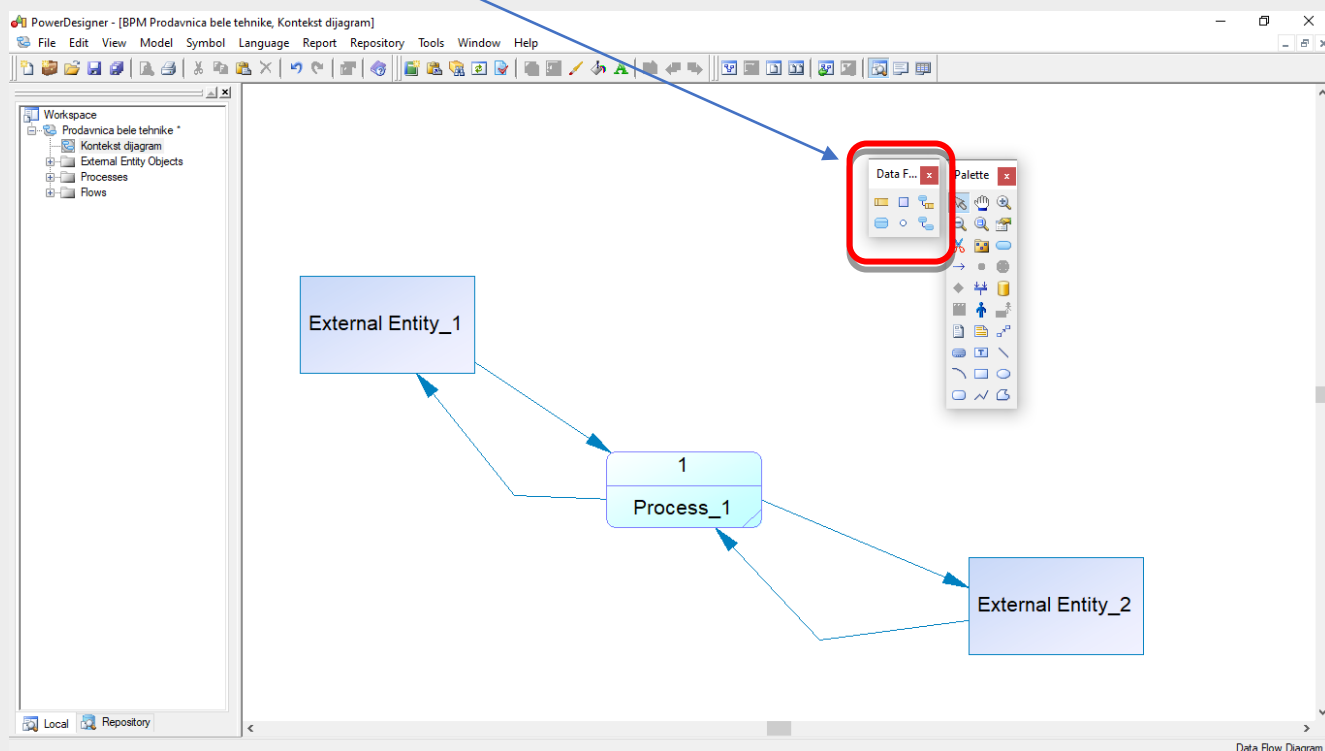 PowerDesigner - [BPM Prodavnica bele tehnike, Kontekst dijagram]
File Edit View Model Symbol Language Report Repository Tools Window Help
Workspace
Prodavnica bele tehnike *
Kontekst dijagram
External Entity Objects
Processes
Flows
Data F...
Palette
External Entity_1
1
Process_1
External Entity_2
Local
Repository
Data Flow Diagram